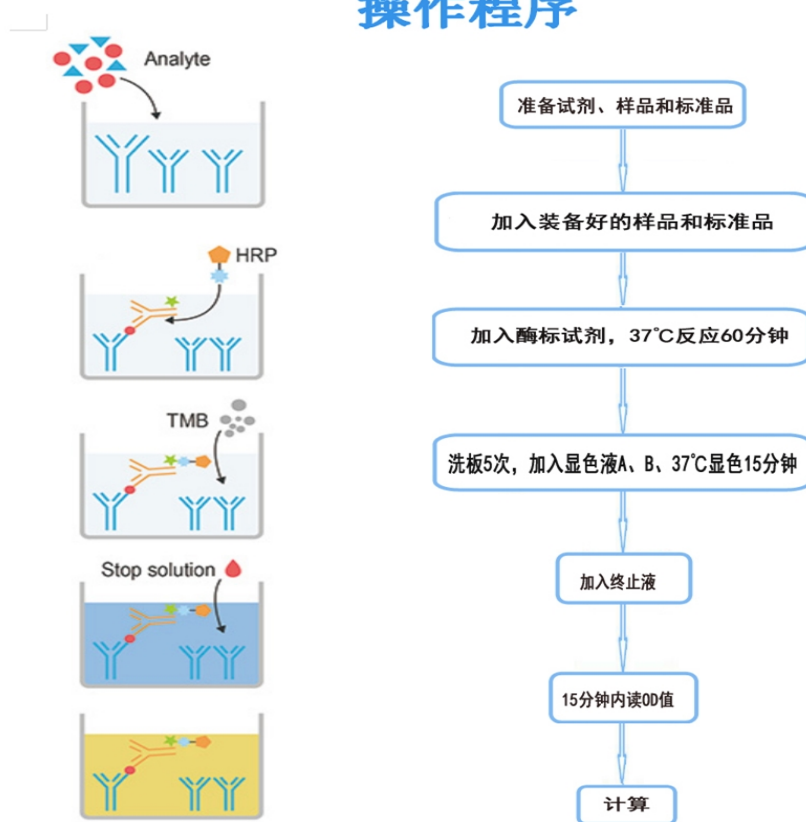 操作程序
Analyte
HRP
TMB
Stop solution
准备试剂、样品和标准品
加入装备好的样品和标准品
加入酶标试剂，37℃反应60分钟
洗板5次，加入显色液A、B、37℃显色15分钟
加入终止液
15分钟内读OD值
计算